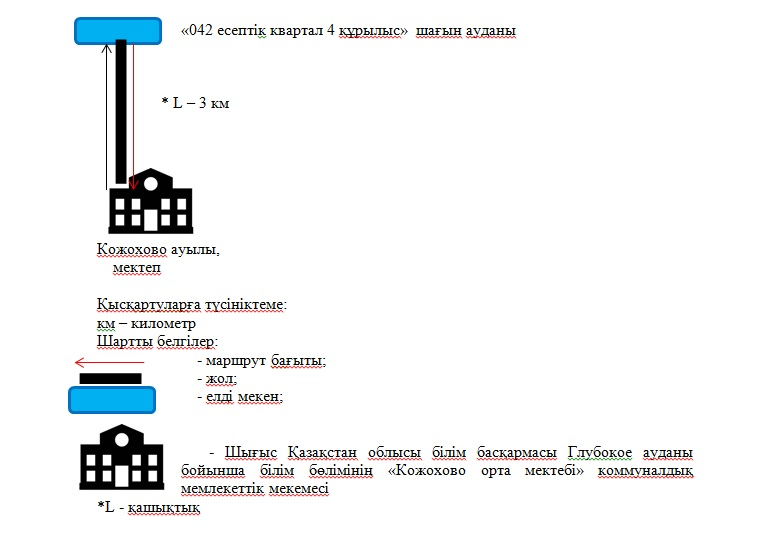 «042 есептік квартал 4 құрылыс» шағын ауданы
* L – 3 км
Кожохово ауылы,
мектеп
Қысқартуларға түсініктеме:
км – километр
Шартты белгілер:
- маршрут бағыты;
- жол;
- елді мекен;
- Шығыс Қазақстан облысы білім басқармасы Глубокое ауданы
бойынша білім бөлімінің «Кожохово орта мектебі» коммуналдық
мемлекеттік мекемесі
*L - қашықтық